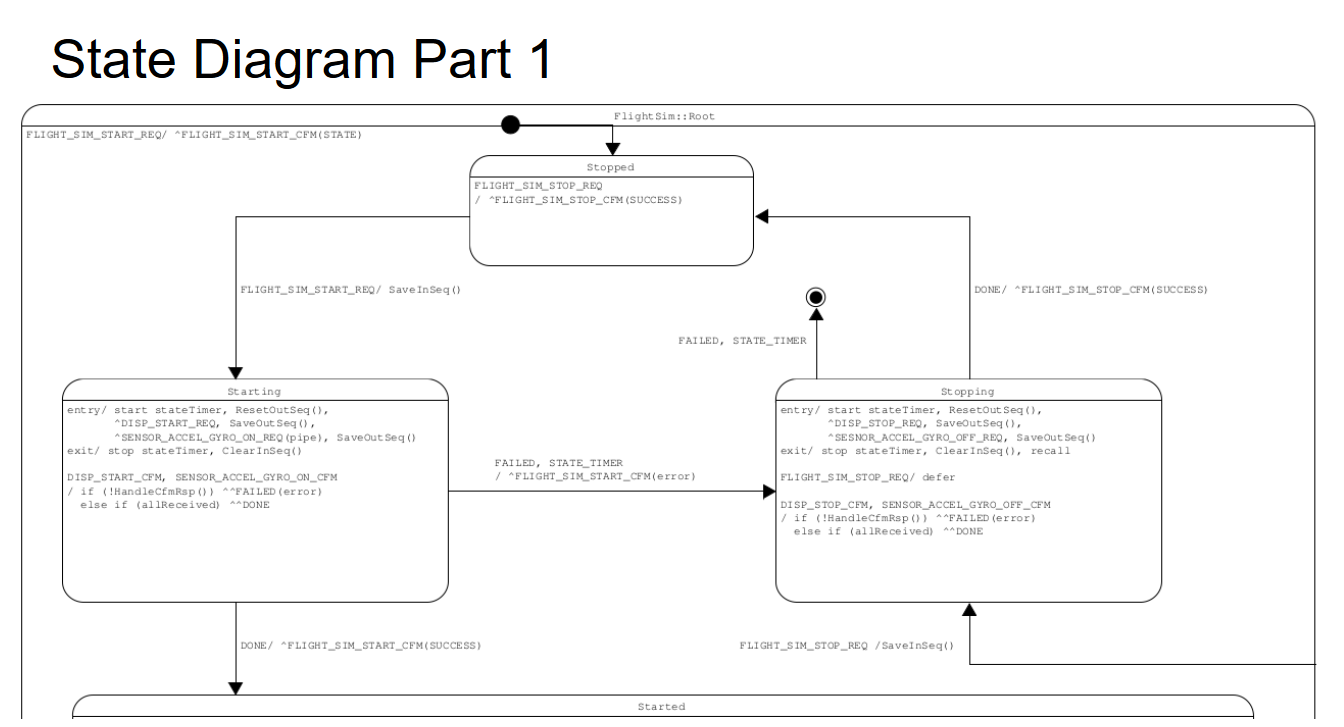 State Diagram Part 1
FlightSim::Root
FLIGHT_SIM_START_REQ/ ^FLIGHT_SIM_START_CFM(STATE)
Stopped
FLIGHT_SIM_STOP_REQ
/ ^FLIGHT_SIM_STOP_CFM(SUCCESS)
FLIGHT_SIM_START_REQ/ SaveInSeq()
DONE/ ^FLIGHT_SIM_STOP_CFM(SUCCESS)
FAILED, STATE_TIMER
Starting
entry/ start stateTimer, ResetOutSeq(),
^DISP_START_REQ, SaveOutSeq(),
^SENSOR_ACCEL_GYRO_ON_REQ(pipe), SaveOutSeq()
exit/ stop stateTimer, ClearInSeq()
DISP_START_CFM, SENSOR_ACCEL_GYRO_ON_CFM
/ if (!HandleCfmRsp()) ^^FAILED(error)
else if (allReceived) ^^DONE
FAILED, STATE_TIMER
/ ^FLIGHT_SIM_START_CFM(error)
Stopping
entry/ start stateTimer, ResetOutSeq(),
^DISP_STOP_REQ, SaveOutSeq(),
^SESNOR_ACCEL_GYRO_OFF_REQ, SaveOutSeq()
exit/ stop stateTimer, ClearInSeq(), recall
FLIGHT_SIM_STOP_REQ/ defer
DISP_STOP_CFM, SENSOR_ACCEL_GYRO_OFF_CFM
/ if (!HandleCfmRsp()) ^^FAILED(error)
else if (allReceived) ^^DONE
DONE/ ^FLIGHT_SIM_START_CFM(SUCCESS)
FLIGHT_SIM_STOP_REQ /SaveInSeq()
Started